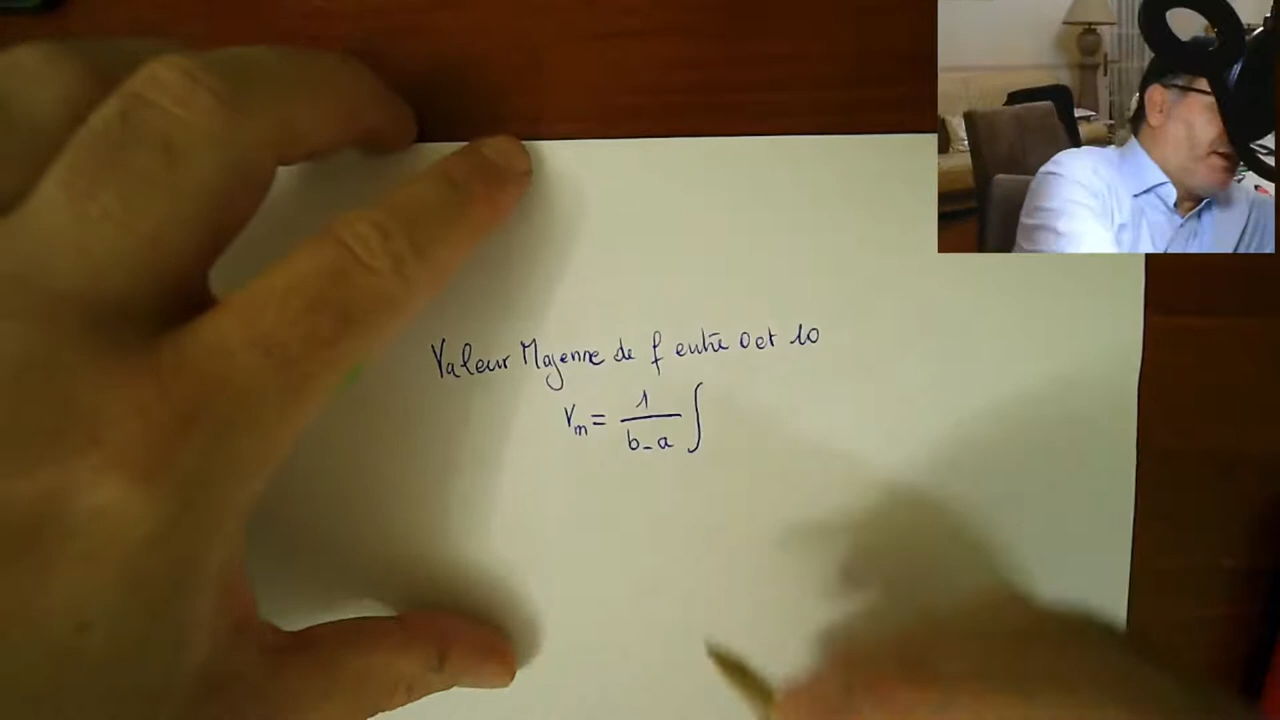 Valeur Moyenne de f entre 0 et 10
Vm = 1/(b-a) ∫